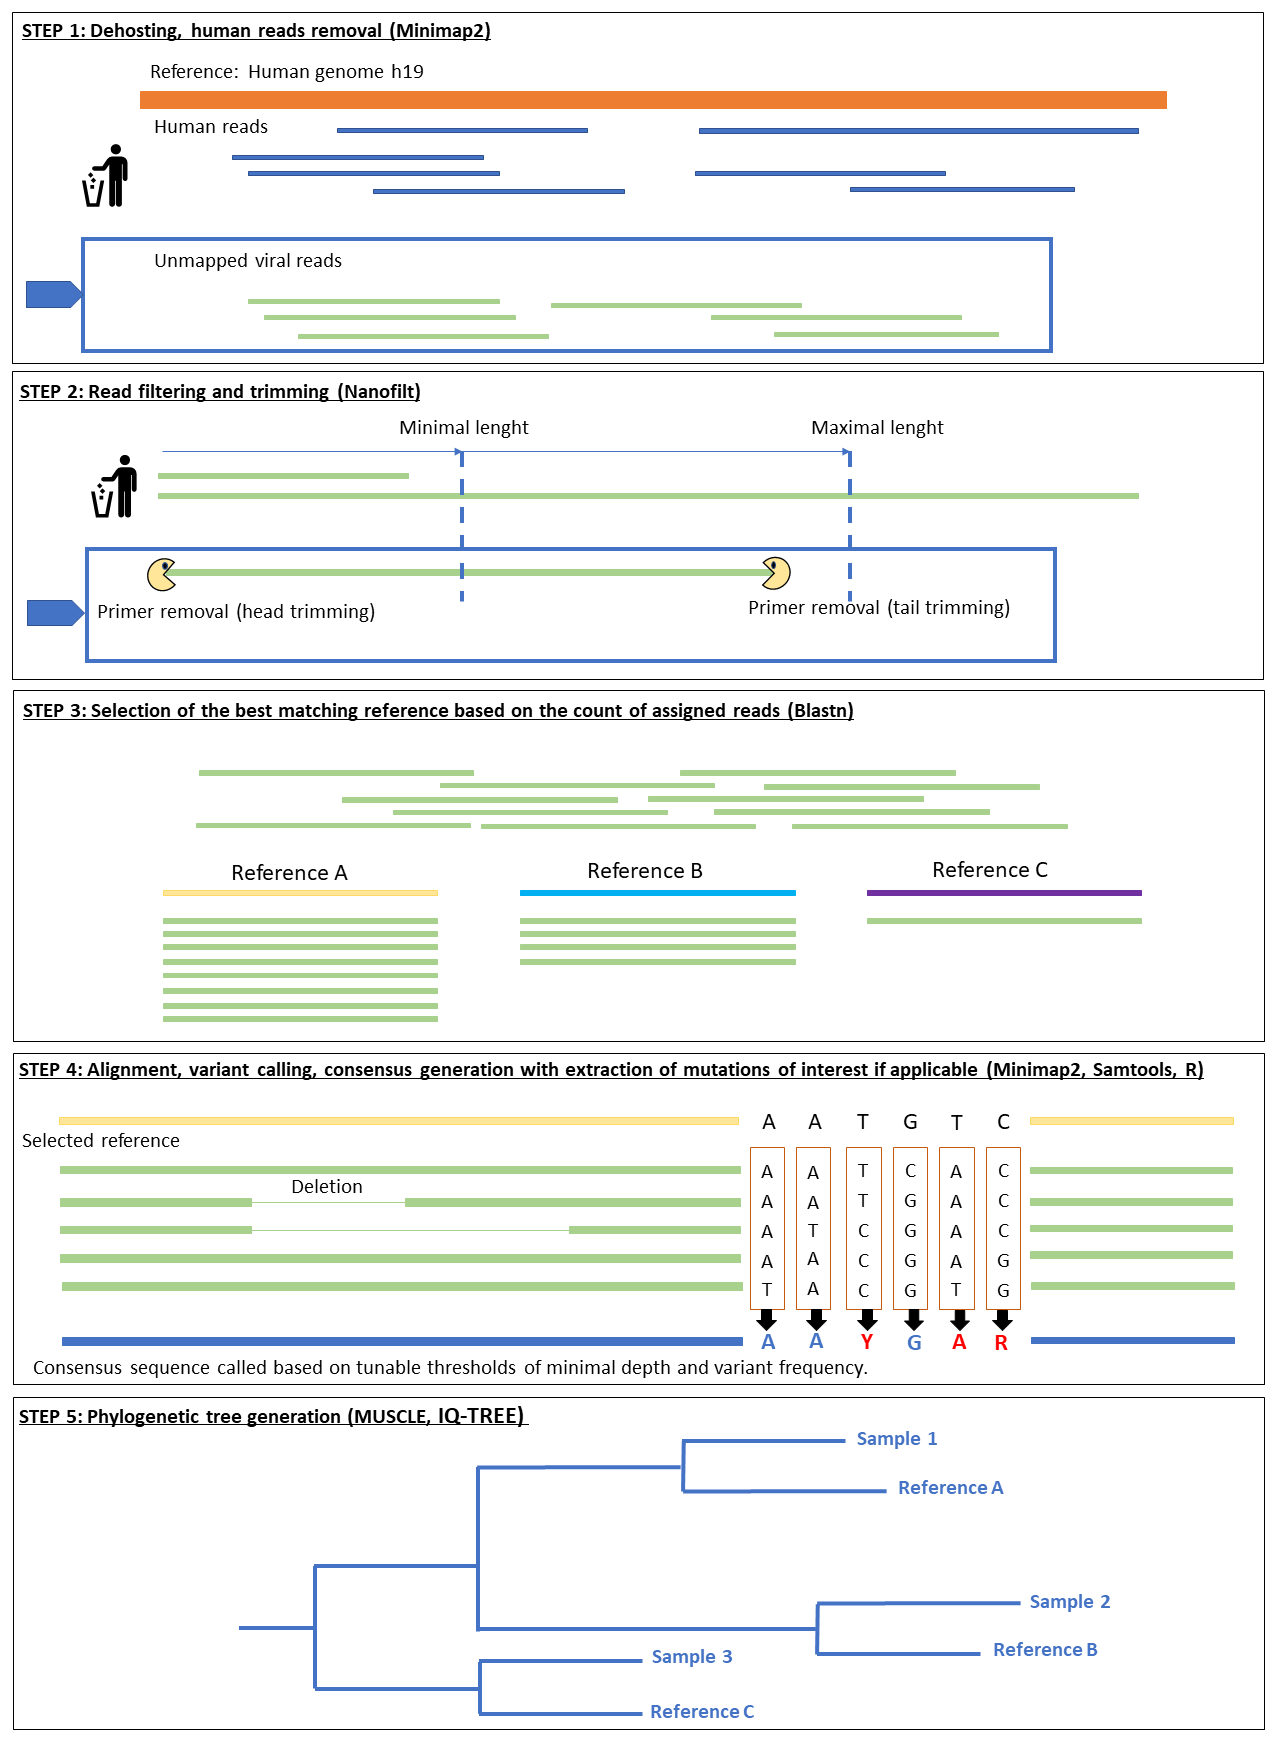 STEP 1: Dehosting, human reads removal (Minimap2)
Reference: Human genome h19
Human reads
Unmapped viral reads
STEP 2: Read filtering and trimming (Nanofilt)
Minimal lenght Maximal lenght
Primer removal (head trimming) Primer removal (tail trimming)
STEP 3: Selection of the best matching reference based on the count of assigned reads (Blastn)
Reference A Reference B Reference C
STEP 4: Alignment, variant calling, consensus generation with extraction of mutations of interest if applicable (Minimap2, Samtools, R)
A A T G T C
Selected reference
A A T C A C
Deletion
A A T G A C
A T C G A C
A A C G A G
T A C G T G
A A Y G A R
Consensus sequence called based on tunable thresholds of minimal depth and variant frequency.
STEP 5: Phylogenetic tree generation (MUSCLE, IQ-TREE)
Sample 1
Reference A
Sample 2
Reference B
Sample 3
Reference C